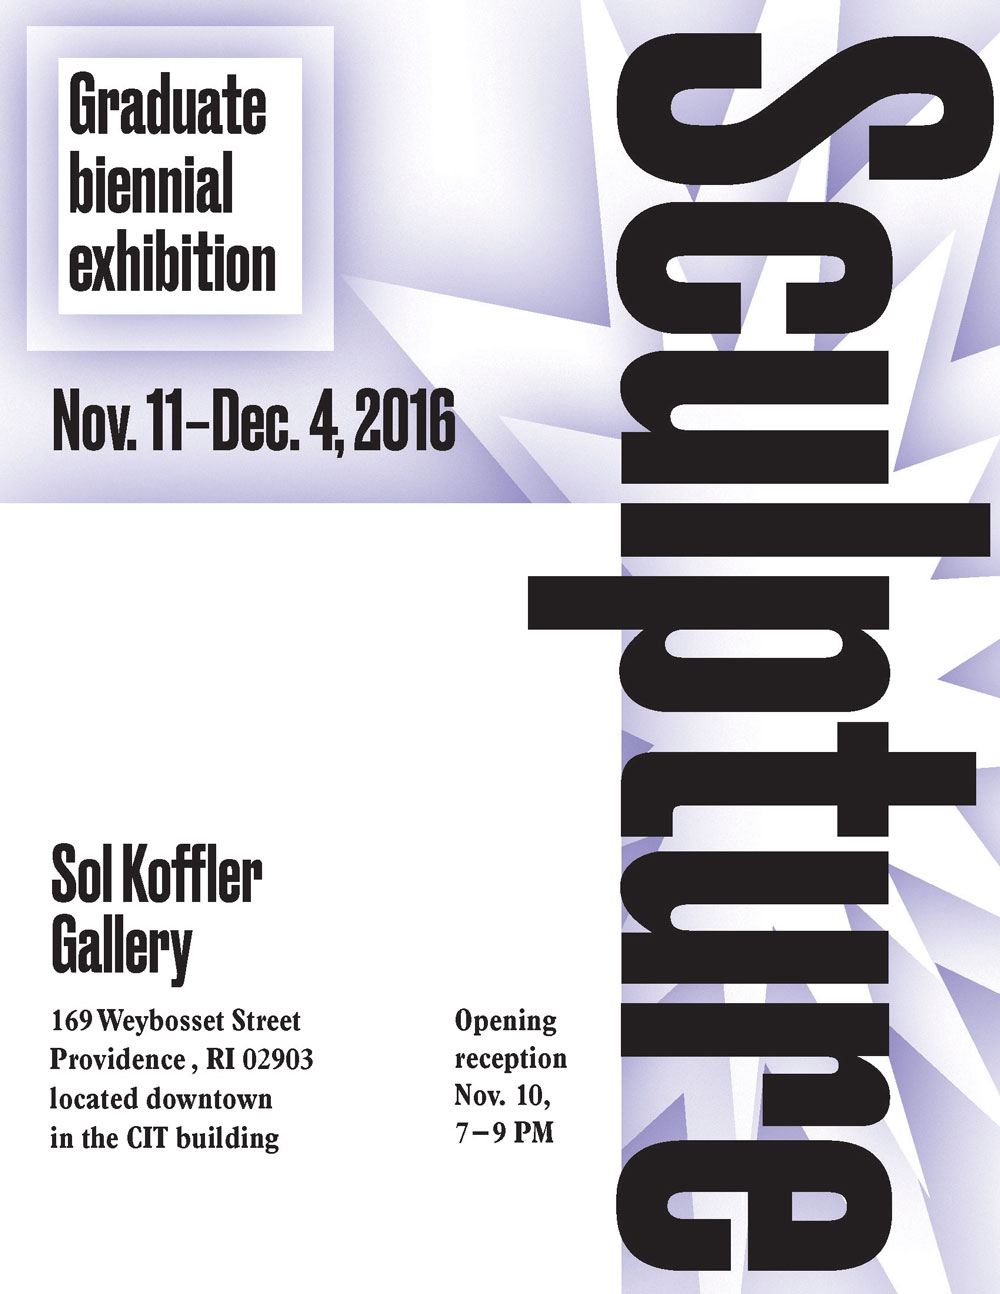 Graduate
biennial
exhibition
Nov. 11–Dec. 4, 2016
Sculpture
Sol Koffler
Gallery
169 Weybosset Street
Providence , RI 02903
located downtown
in the CIT building
Opening
reception
Nov. 10,
7–9 PM